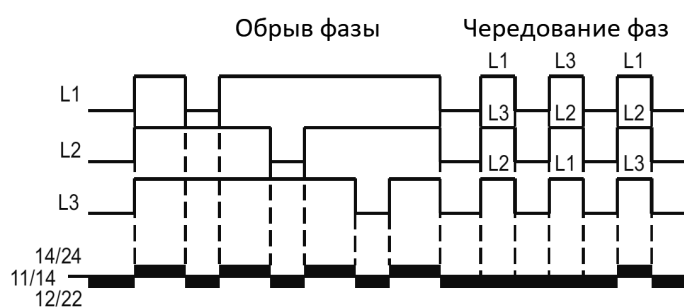 Обрыв фазы Чередование фаз
L1 L3 L1
L1
L3 L2 L2
L2
L2 L1 L3
L3
14/24
11/14
12/22